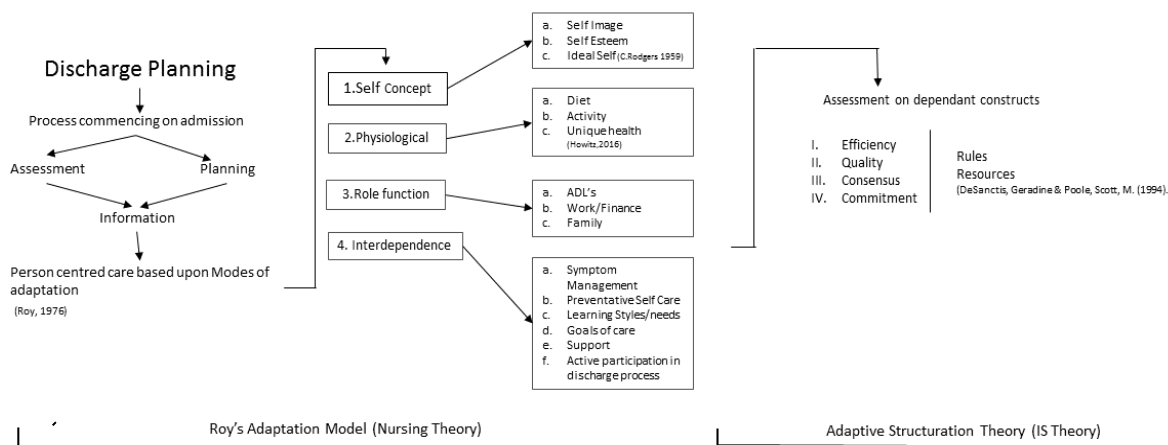 Discharge Planning
Process commencing on admission
Assessment
Planning
Information
Person centred care based upon Modes of
adaptation
(Roy, 1976)
1.Self Concept
2.Physiological
3.Role function
4. Interdependence
a. Self Image
b. Self Esteem
c. Ideal Self (C.Rodgers 1959)
a. Diet
b. Activity
c. Unique health
(Howitz,2016)
a. ADL's
b. Work/Finance
c. Family
a. Symptom
Management
b. Preventative Self Care
c. Learning Styles/needs
d. Goals of care
e. Support
f. Active participation in
discharge process
Assessment on dependant constructs
I. Efficiency
II. Quality
III. Consensus
IV. Commitment
Rules
Resources
(DeSanctis, Geradine & Poole, Scott, M. (1994).
Roy's Adaptation Model (Nursing Theory)
Adaptive Structuration Theory (IS Theory)